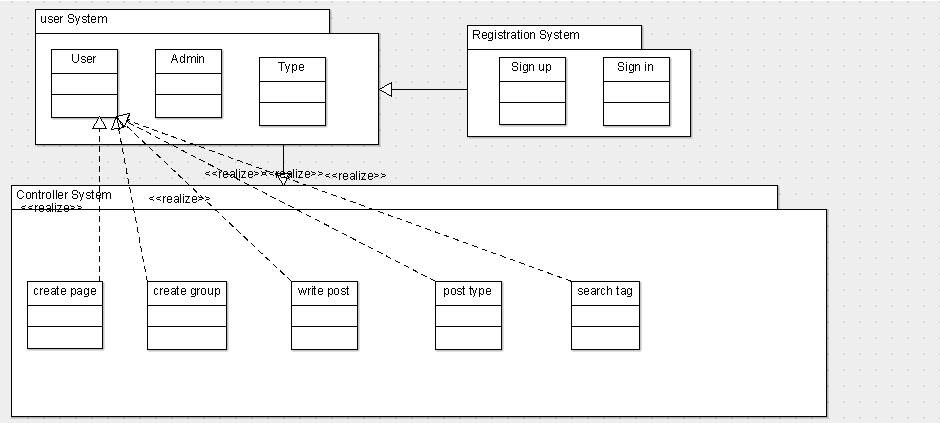 user System
Registration System
User
Admin
Type
Sign up
Sign in
<<realize>>
<<realize>>
<<realize>>
Controller System
<<realize>>
<<realize>>
create page
create group
write post
post type
search tag